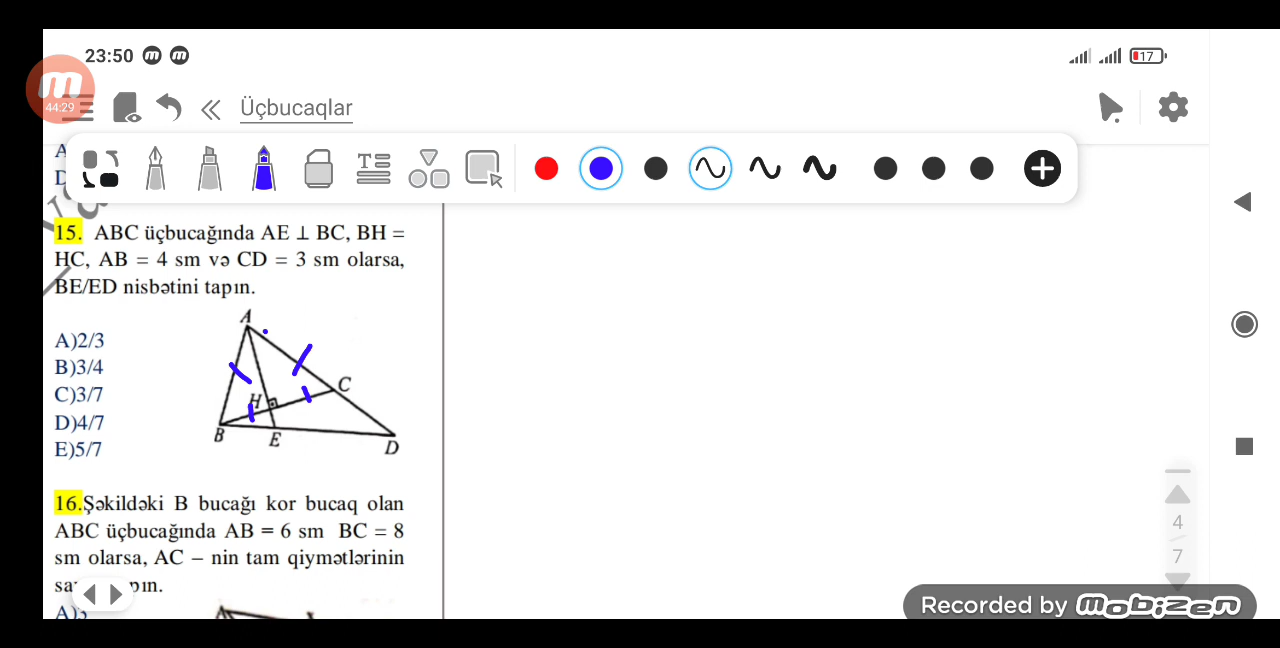 23:50
17
44:29
Üçbucaqlar
15. ABC üçbucağında AE ⊥ BC, BH =
HC, AB = 4 sm və CD = 3 sm olarsa,
BE/ED nisbətini tapın.
A)2/3
B)3/4
C)3/7
D)4/7
E)5/7
A
C
H
B
E
D
16.Şəkildəki B bucağı kor bucaq olan
ABC üçbucağında AB = 6 sm BC = 8
sm olarsa, AC – nin tam qiymətlərinin
4
7
Recorded by mobizen